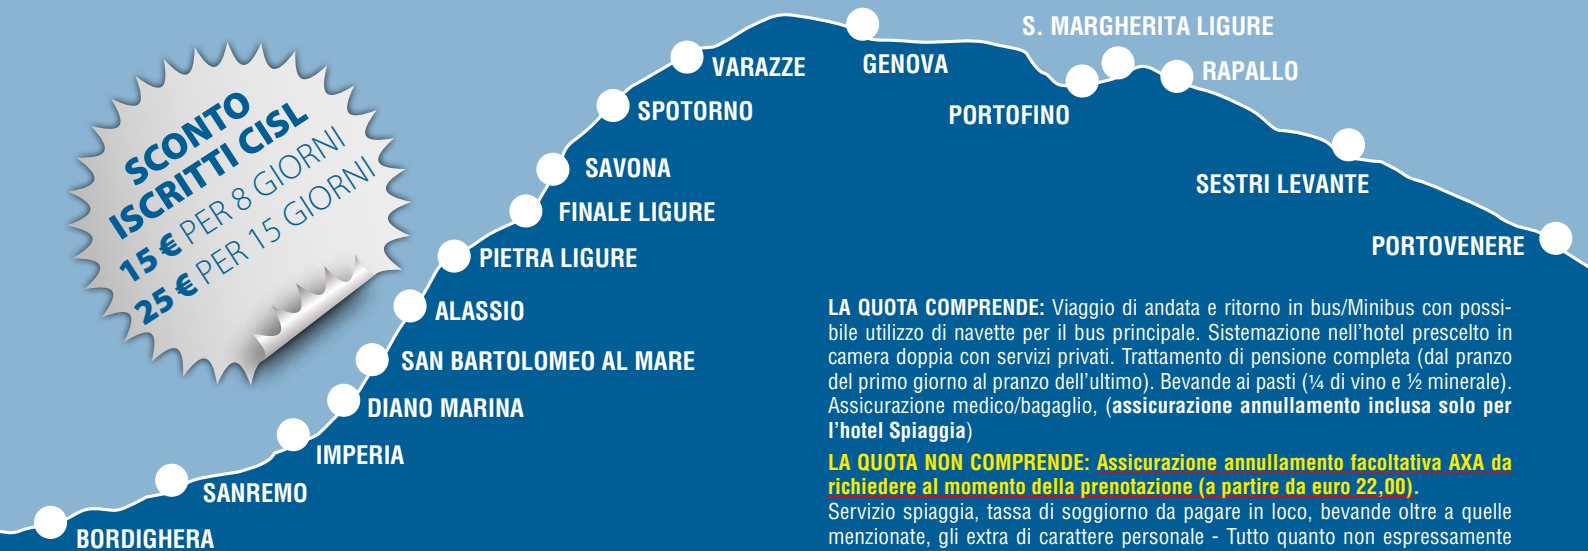 SCONTO
ISCRITTI CISL
15 € PER 8 GIORNI
25 € PER 15 GIORNI
S. MARGHERITA LIGURE
VARAZZE
GENOVA
RAPALLO
SPOTORNO
PORTOFINO
SAVONA
SESTRI LEVANTE
FINALE LIGURE
PORTOVENERE
PIETRA LIGURE
ALASSIO
SAN BARTOLOMEO AL MARE
DIANO MARINA
IMPERIA
SANREMO
BORDIGHERA
LA QUOTA COMPRENDE: Viaggio di andata e ritorno in bus/Minibus con possi-
bile utilizzo di navette per il bus principale. Sistemazione nell'hotel prescelto in
camera doppia con servizi privati. Trattamento di pensione completa (dal pranzo
del primo giorno al pranzo dell'ultimo). Bevande ai pasti (¼ di vino e ½ minerale).
Assicurazione medico/bagaglio, (assicurazione annullamento inclusa solo per
l'hotel Spiaggia)
LA QUOTA NON COMPRENDE: Assicurazione annullamento facoltativa AXA da
richiedere al momento della prenotazione (a partire da euro 22,00).
Servizio spiaggia, tassa di soggiorno da pagare in loco, bevande oltre a quelle
menzionate, gli extra di carattere personale - Tutto quanto non espressamente